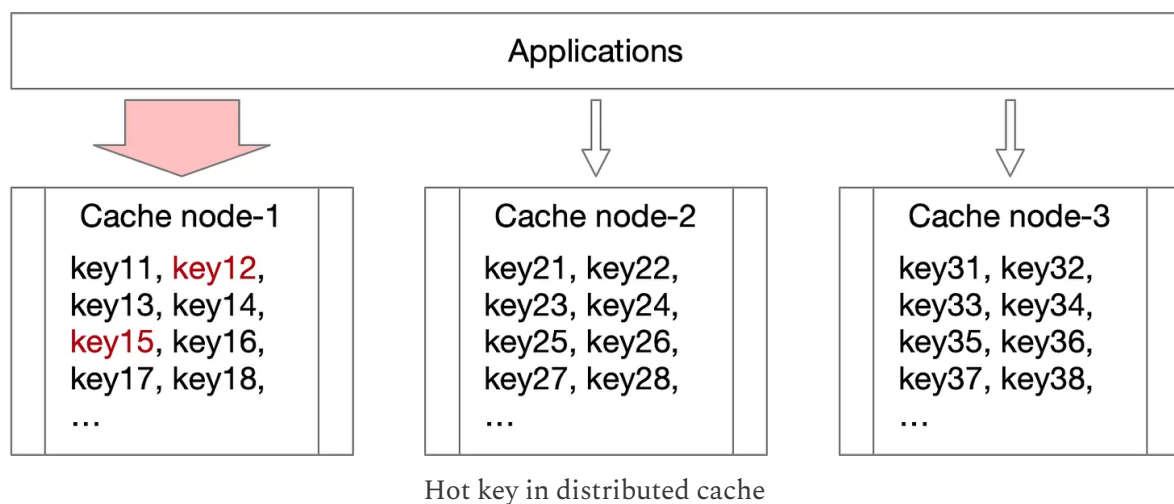 Applications
Cache node-1
key11, key12,
key13, key14,
key15, key16,
key17, key18,
...
Cache node-2
key21, key22,
key23, key24,
key25, key26,
key27, key28,
...
Cache node-3
key31, key32,
key33, key34,
key35, key36,
key37, key38,
...
Hot key in distributed cache